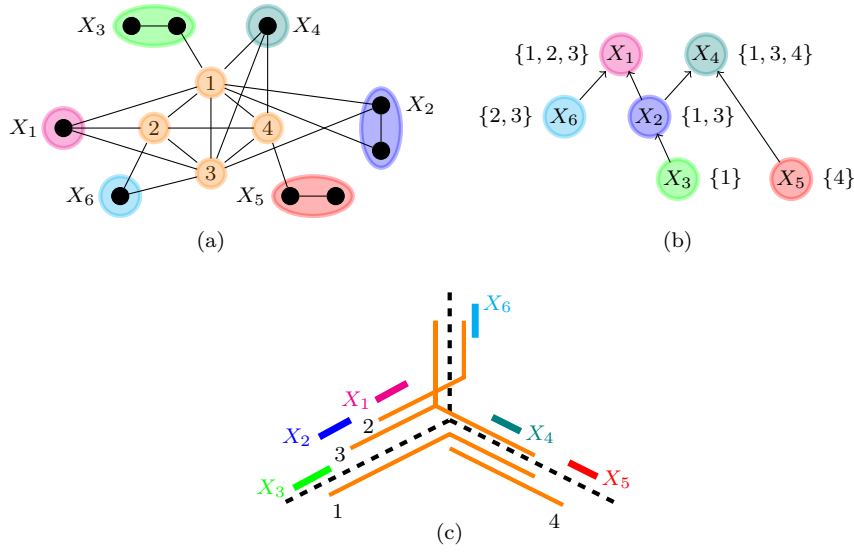 X₃
X₄
1
X₂
X₁
2
4
3
X₆
X₅
(a)
{1, 2, 3}
X₁
X₄
{1, 3, 4}
{2, 3}
X₆
X₂
{1, 3}
X₃
{1}
X₅
{4}
(b)
X₆
X₁
X₂
2
X₄
3
X₃
X₅
1
4
(c)